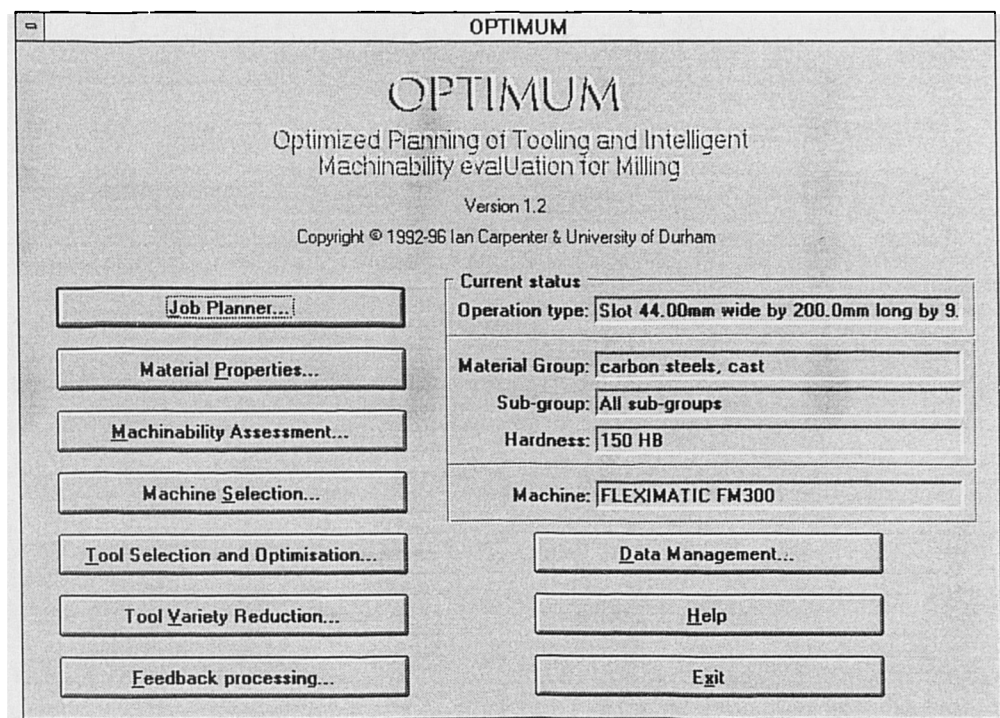 OPTIMUM
OPTIMUM
Optimized Planning of Tooling and Intelligent
Machinability evalUation for Milling
Version 1.2
Copyright © 1992-96 Ian Carpenter & University of Durham
Job Planner...
Material Properties...
Machinability Assessment...
Machine Selection...
Tool Selection and Optimisation...
Tool Variety Reduction...
Feedback processing...
Current status
Operation type: Slot 44.00mm wide by 200.0mm long by 9.
Material Group: carbon steels, cast
Sub-group: All sub-groups
Hardness: 150 HB
Machine: FLEXIMATIC FM300
Data Management...
Help
Exit